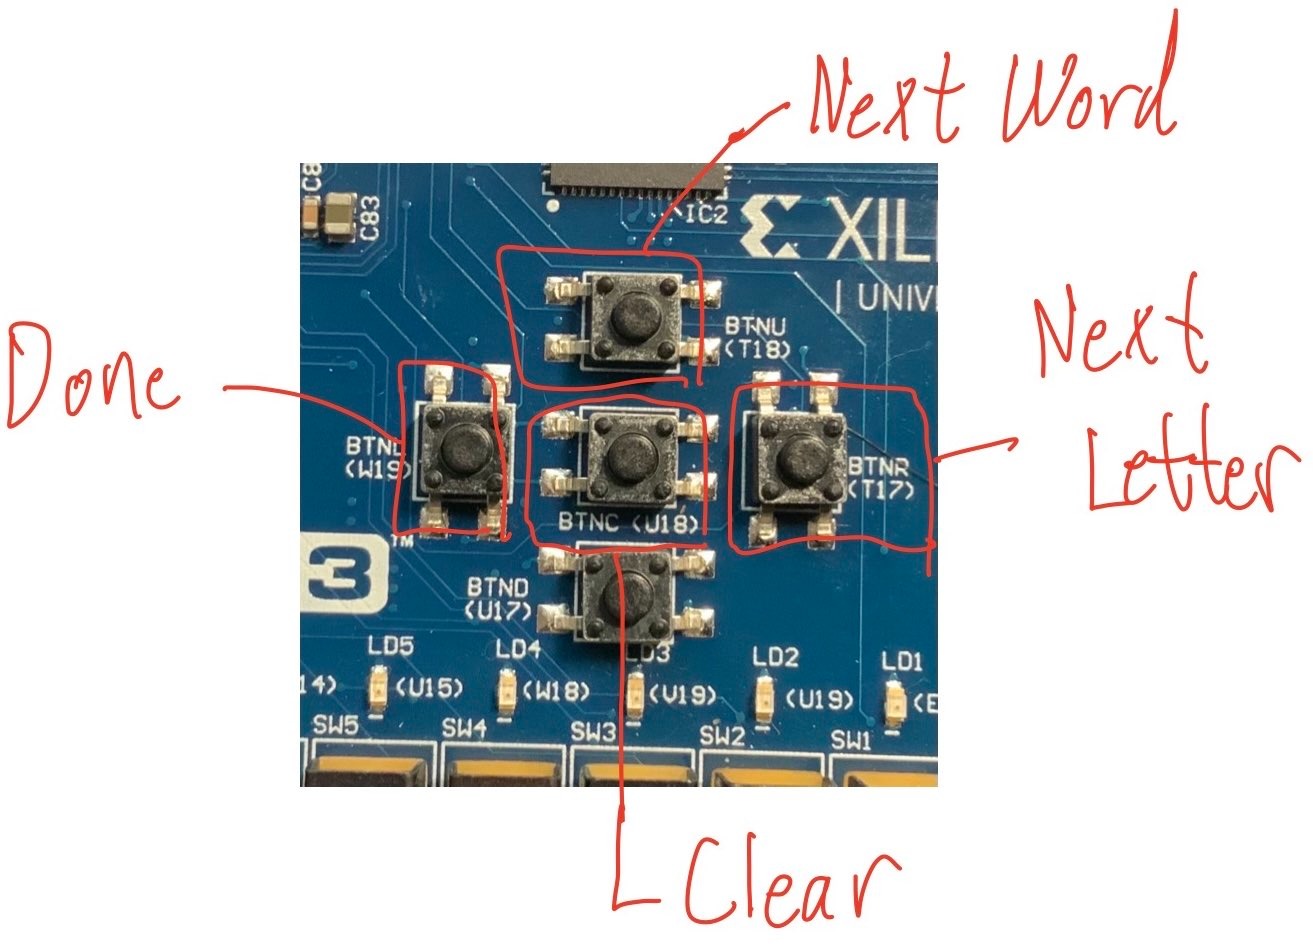 Next Word
C8
C83
IC2
XIL
| UNIV
Next
Letter
Done
BTNU
(T18)
BTNL
(W19)
BTNR
(T17)
BTNC (U18)
3
TM
BTND
(U17)
LD5
LD4
LD3
LD2
LD1
14)
(U15)
(W18)
(V19)
(U19)
(E
SW5
SW4
SW3
SW2
SW1
Clear